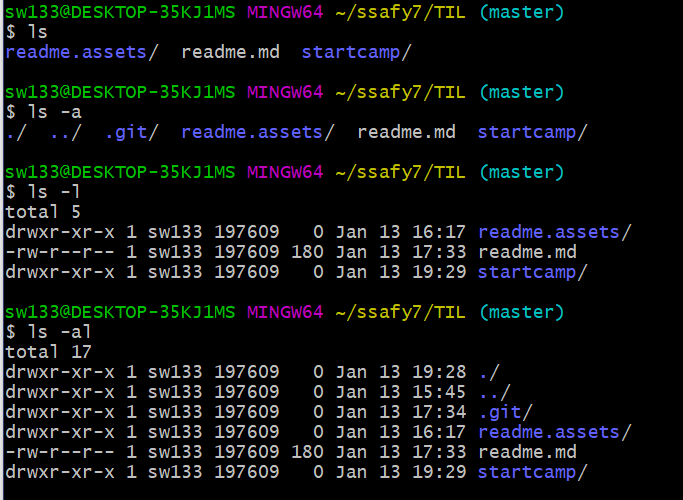 sw133@DESKTOP-35KJ1MS MINGW64 ~/ssafy7/TIL (master)
$ ls
readme.assets/  readme.md  startcamp/

sw133@DESKTOP-35KJ1MS MINGW64 ~/ssafy7/TIL (master)
$ ls -a
./  ../  .git/  readme.assets/  readme.md  startcamp/

sw133@DESKTOP-35KJ1MS MINGW64 ~/ssafy7/TIL (master)
$ ls -l
total 5
drwxr-xr-x 1 sw133 197609   0 Jan 13 16:17 readme.assets/
-rw-r--r-- 1 sw133 197609 180 Jan 13 17:33 readme.md
drwxr-xr-x 1 sw133 197609   0 Jan 13 19:29 startcamp/

sw133@DESKTOP-35KJ1MS MINGW64 ~/ssafy7/TIL (master)
$ ls -al
total 17
drwxr-xr-x 1 sw133 197609   0 Jan 13 19:28 ./
drwxr-xr-x 1 sw133 197609   0 Jan 13 15:45 ../
drwxr-xr-x 1 sw133 197609   0 Jan 13 17:34 .git/
drwxr-xr-x 1 sw133 197609   0 Jan 13 16:17 readme.assets/
-rw-r--r-- 1 sw133 197609 180 Jan 13 17:33 readme.md
drwxr-xr-x 1 sw133 197609   0 Jan 13 19:29 startcamp/